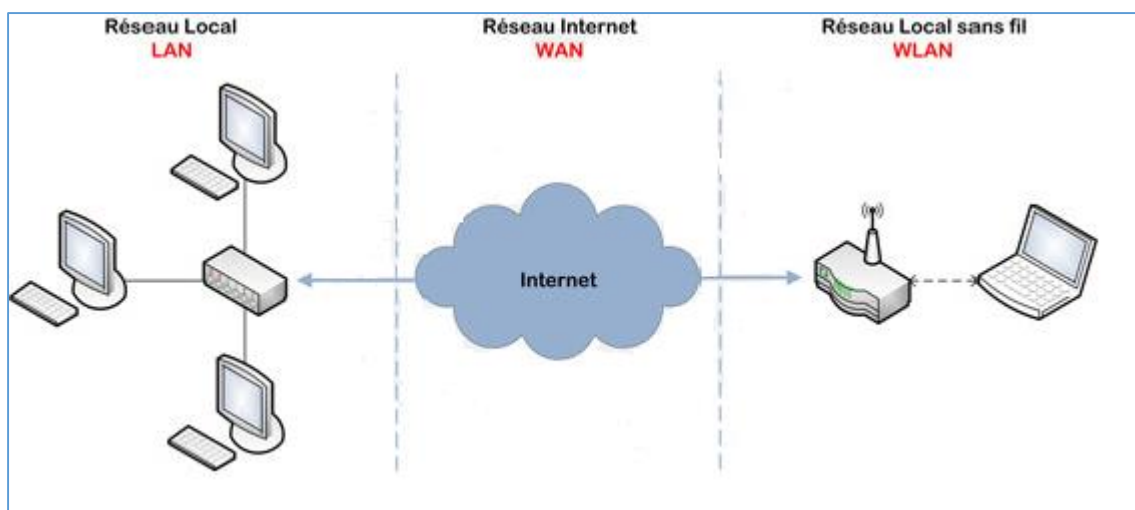 Réseau Local
LAN
Réseau Internet
WAN
Réseau Local sans fil
WLAN
Internet